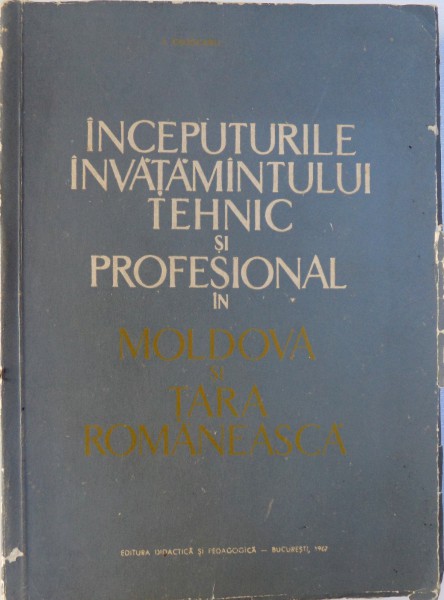 ÎNCEPUTURILE
ÎNVĂȚĂMÎNTULUI
TEHNIC
ȘI
PROFESIONAL
ÎN
MOLDOVA
ȘI
ȚARA
ROMÂNEASCĂ
EDITURA DIDACTICĂ ȘI PEDAGOGICĂ — BUCUREȘTI, 1967